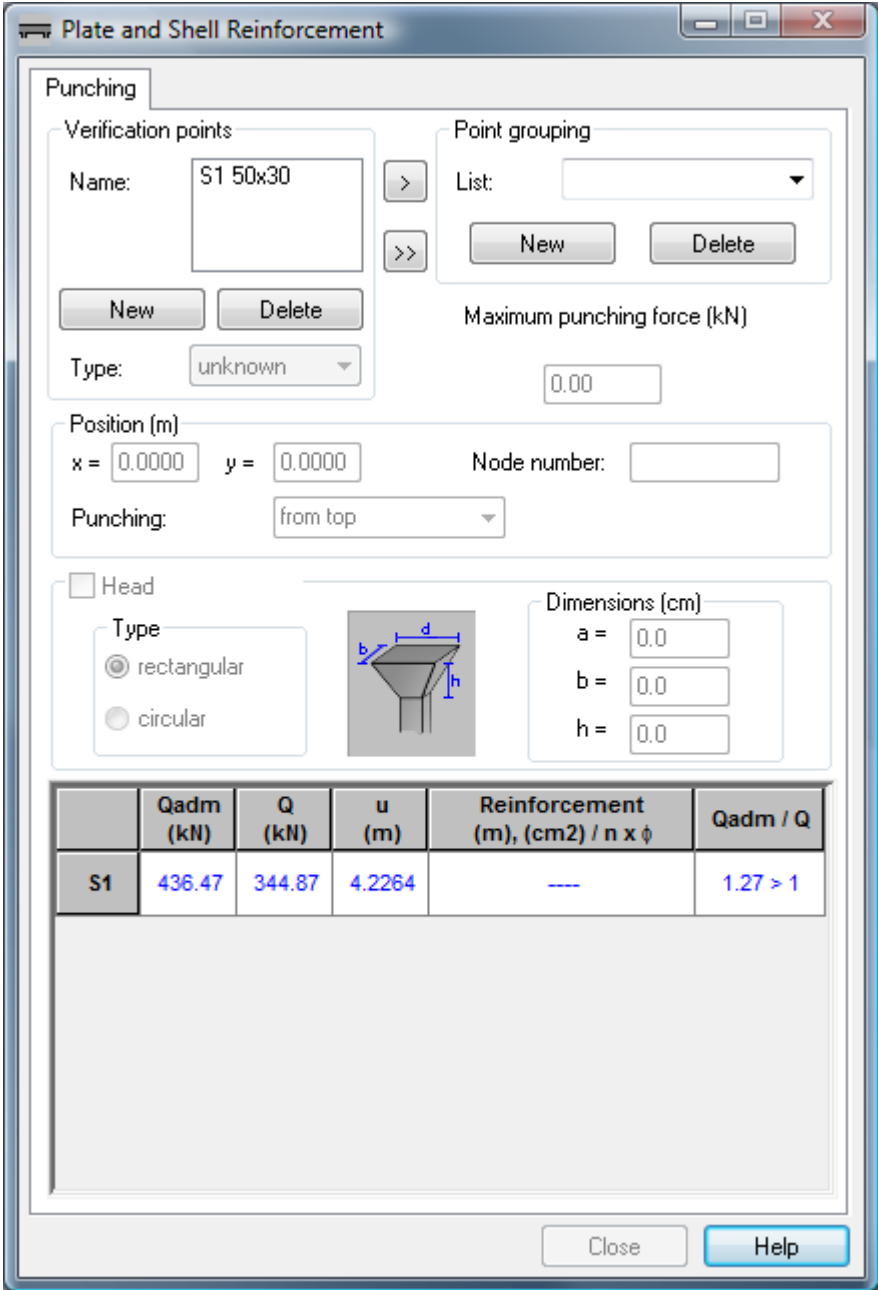 Plate and Shell Reinforcement
Punching
Verification points
Name:
S1 50x30
>
>>
New
Delete
Type:
unknown
Point grouping
List:
New
Delete
Maximum punching force (kN)
0.00
Position (m)
x = 0.0000 y = 0.0000 Node number:
Punching: from top
Head
Type
rectangular
circular
d
b
h
Dimensions (cm)
a = 0.0
b = 0.0
h = 0.0
Qadm (kN) Q (kN) u (m) Reinforcement (m), (cm2) / n x ϕ Qadm / Q
S1 436.47 344.87 4.2264 ---- 1.27 > 1
Close Help